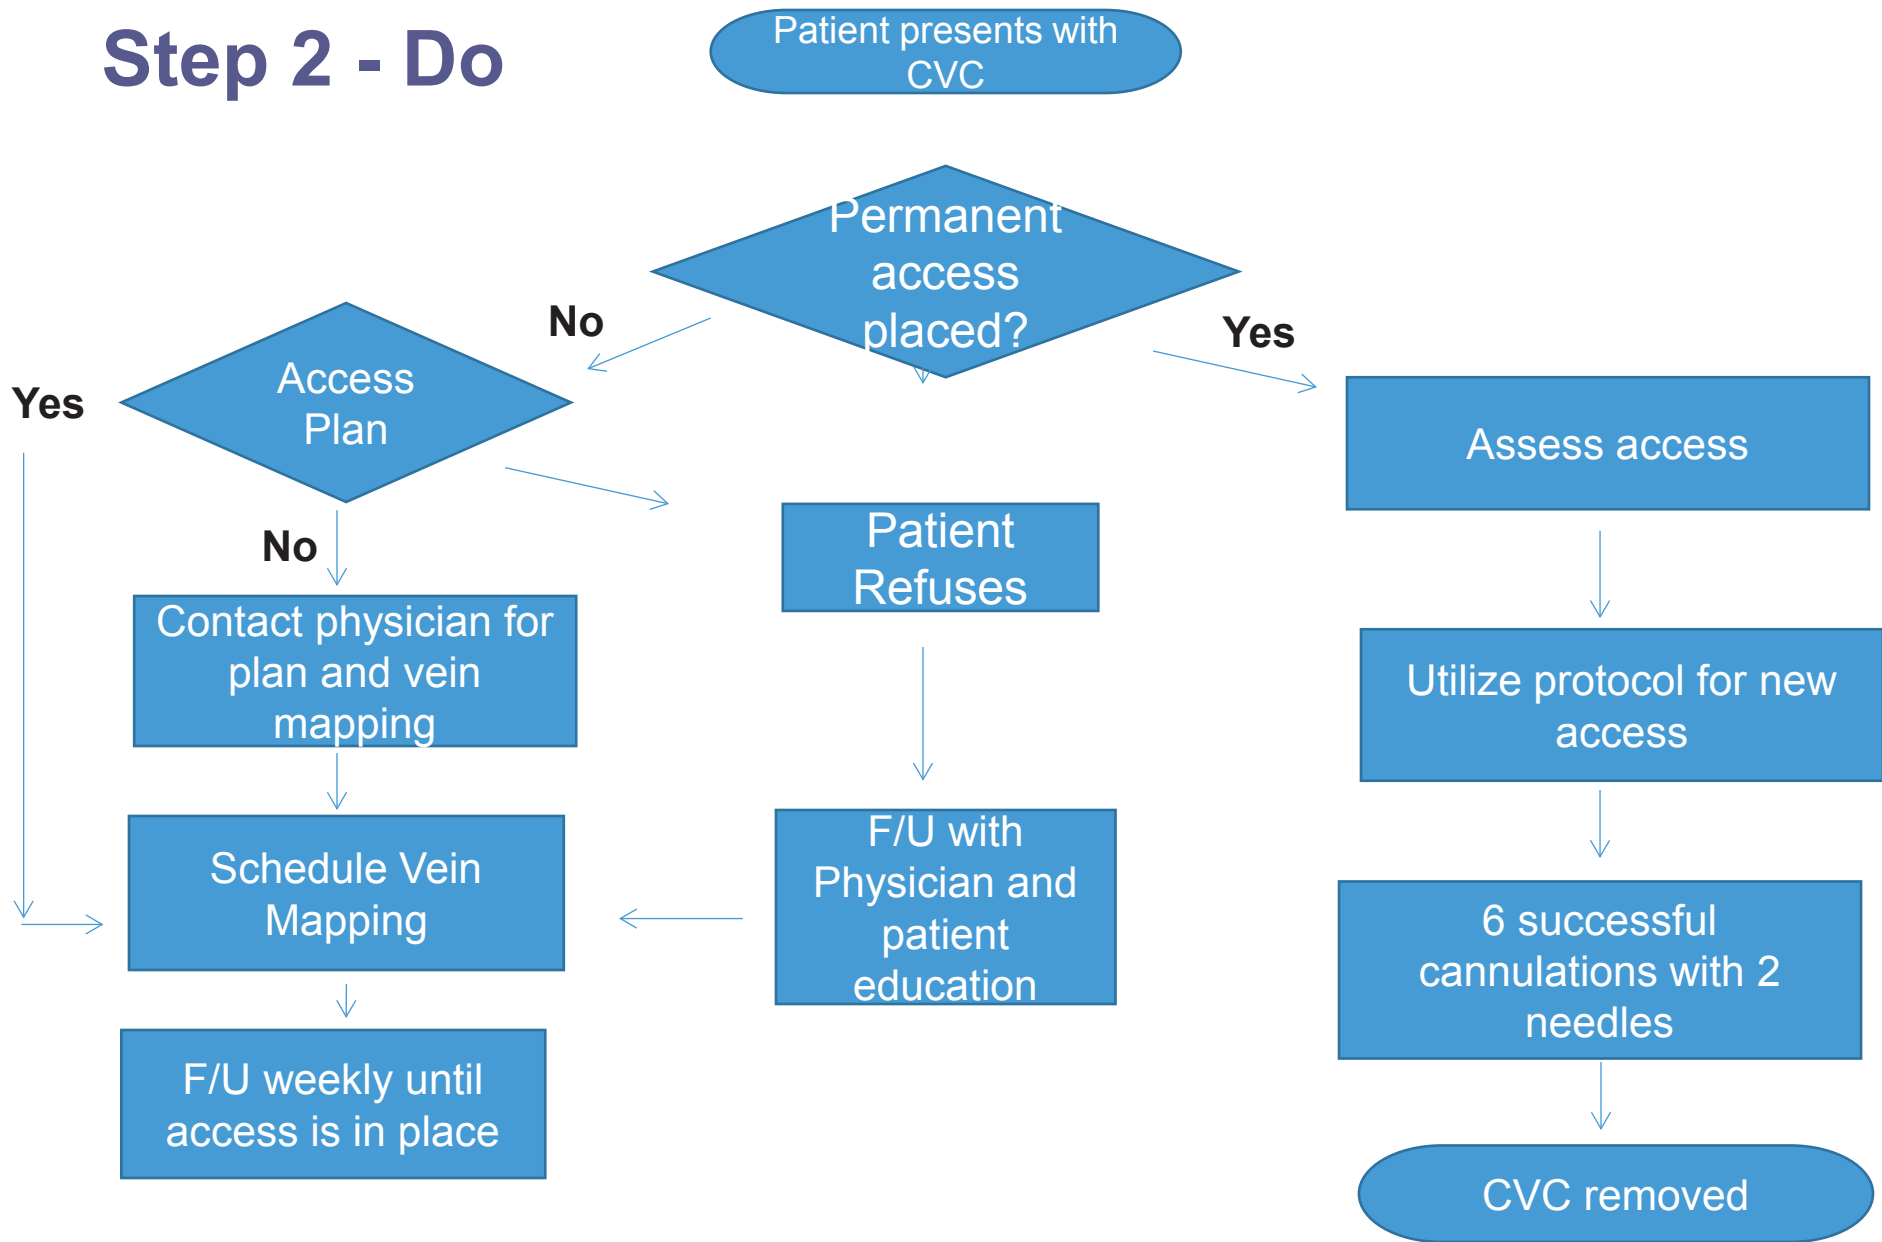 Step 2 - Do
Patient presents with
CVC
Permanent
access
placed?
No
Yes
Access
Plan
Yes
Assess access
No
Patient
Refuses
Contact physician for
plan and vein
mapping
Utilize protocol for new
access
Schedule Vein
Mapping
F/U with
Physician and
patient
education
6 successful
cannulations with 2
needles
F/U weekly until
access is in place
CVC removed